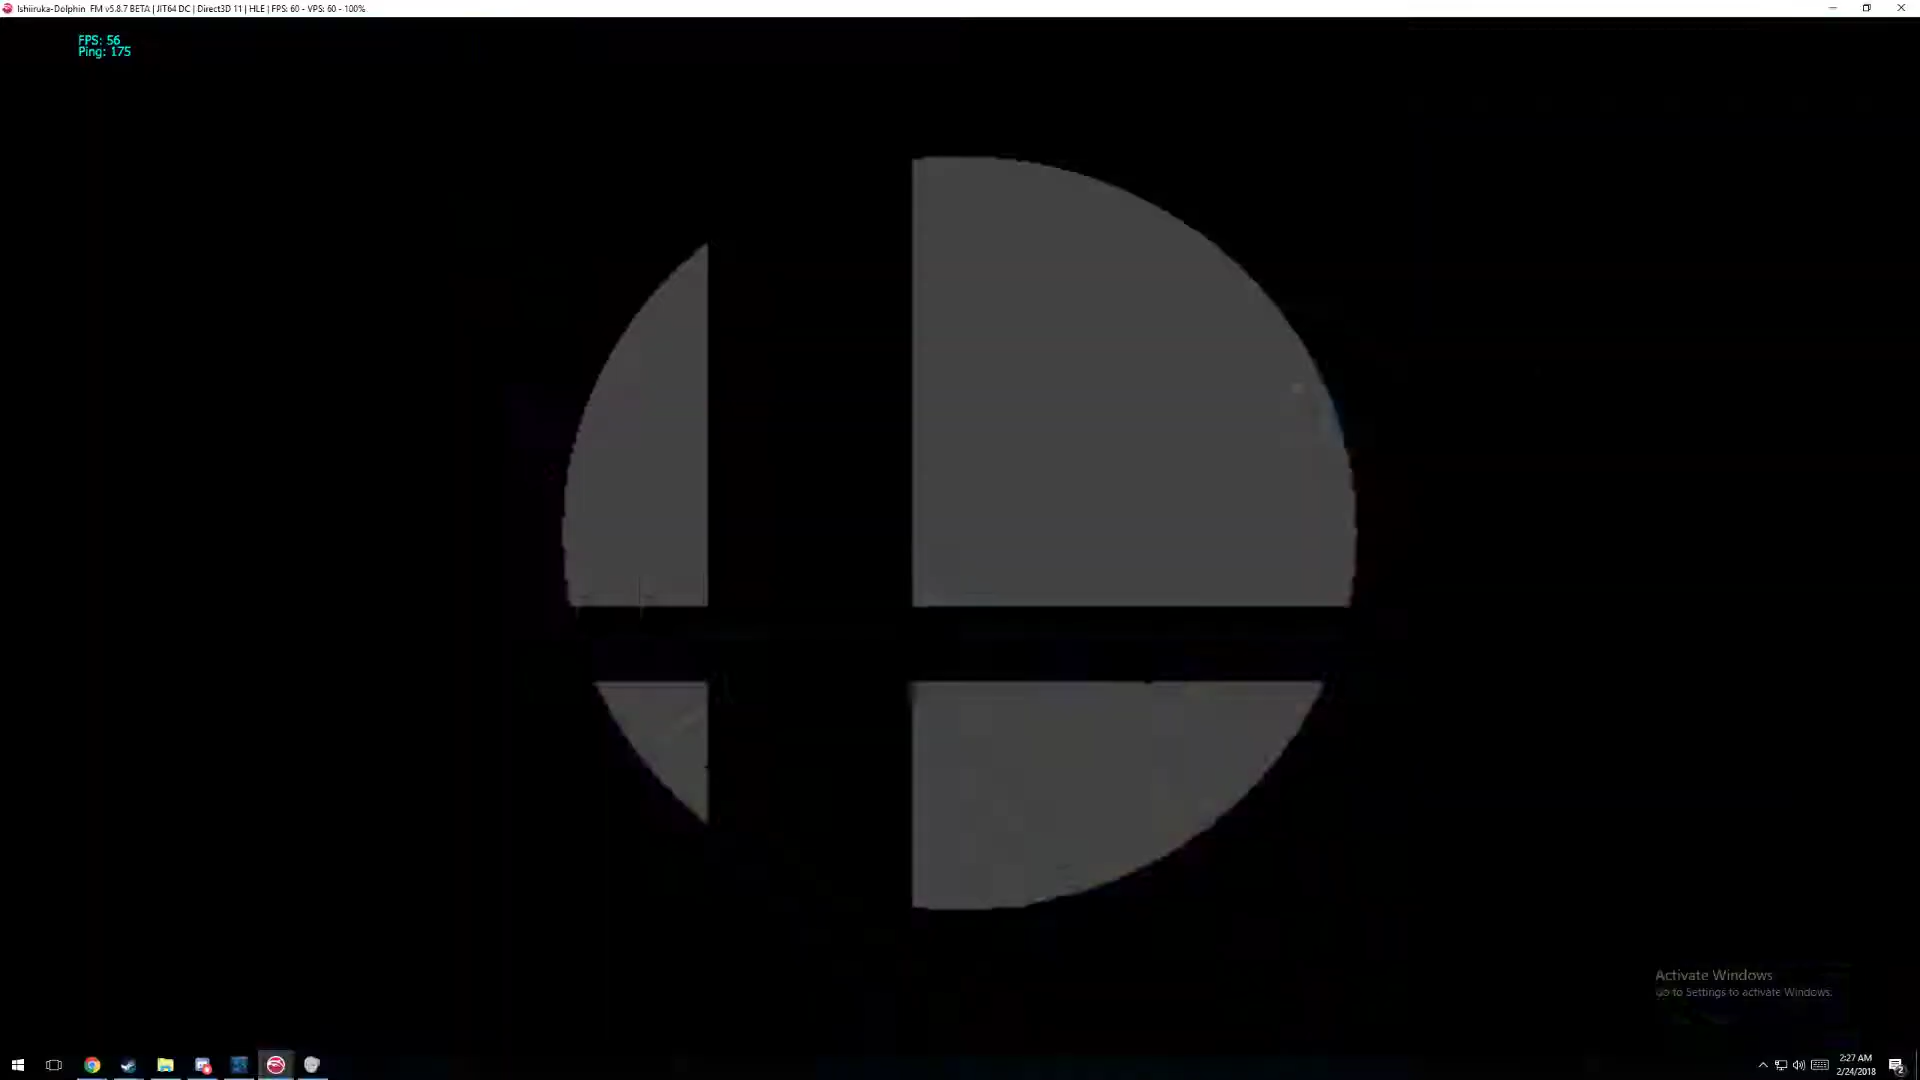 Ishiiruka-Dolphin FM v5.8.7 BETA | JIT64 DC | Direct3D 11 | HLE | FPS: 60 - VPS: 60 - 100%
FPS: 56
Ping: 175
Activate Windows
Go to Settings to activate Windows.
2:27 AM
2/24/2018
2